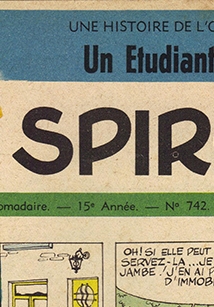 UNE HISTOIRE DE L'O
Un Etudiant
SPIR
omadaire. — 15e Année. — No 742.
OH! SI ELLE PEUT
SERVEZ-LA ... JE
JAMBE! J'EN AI P
D'IMMOB